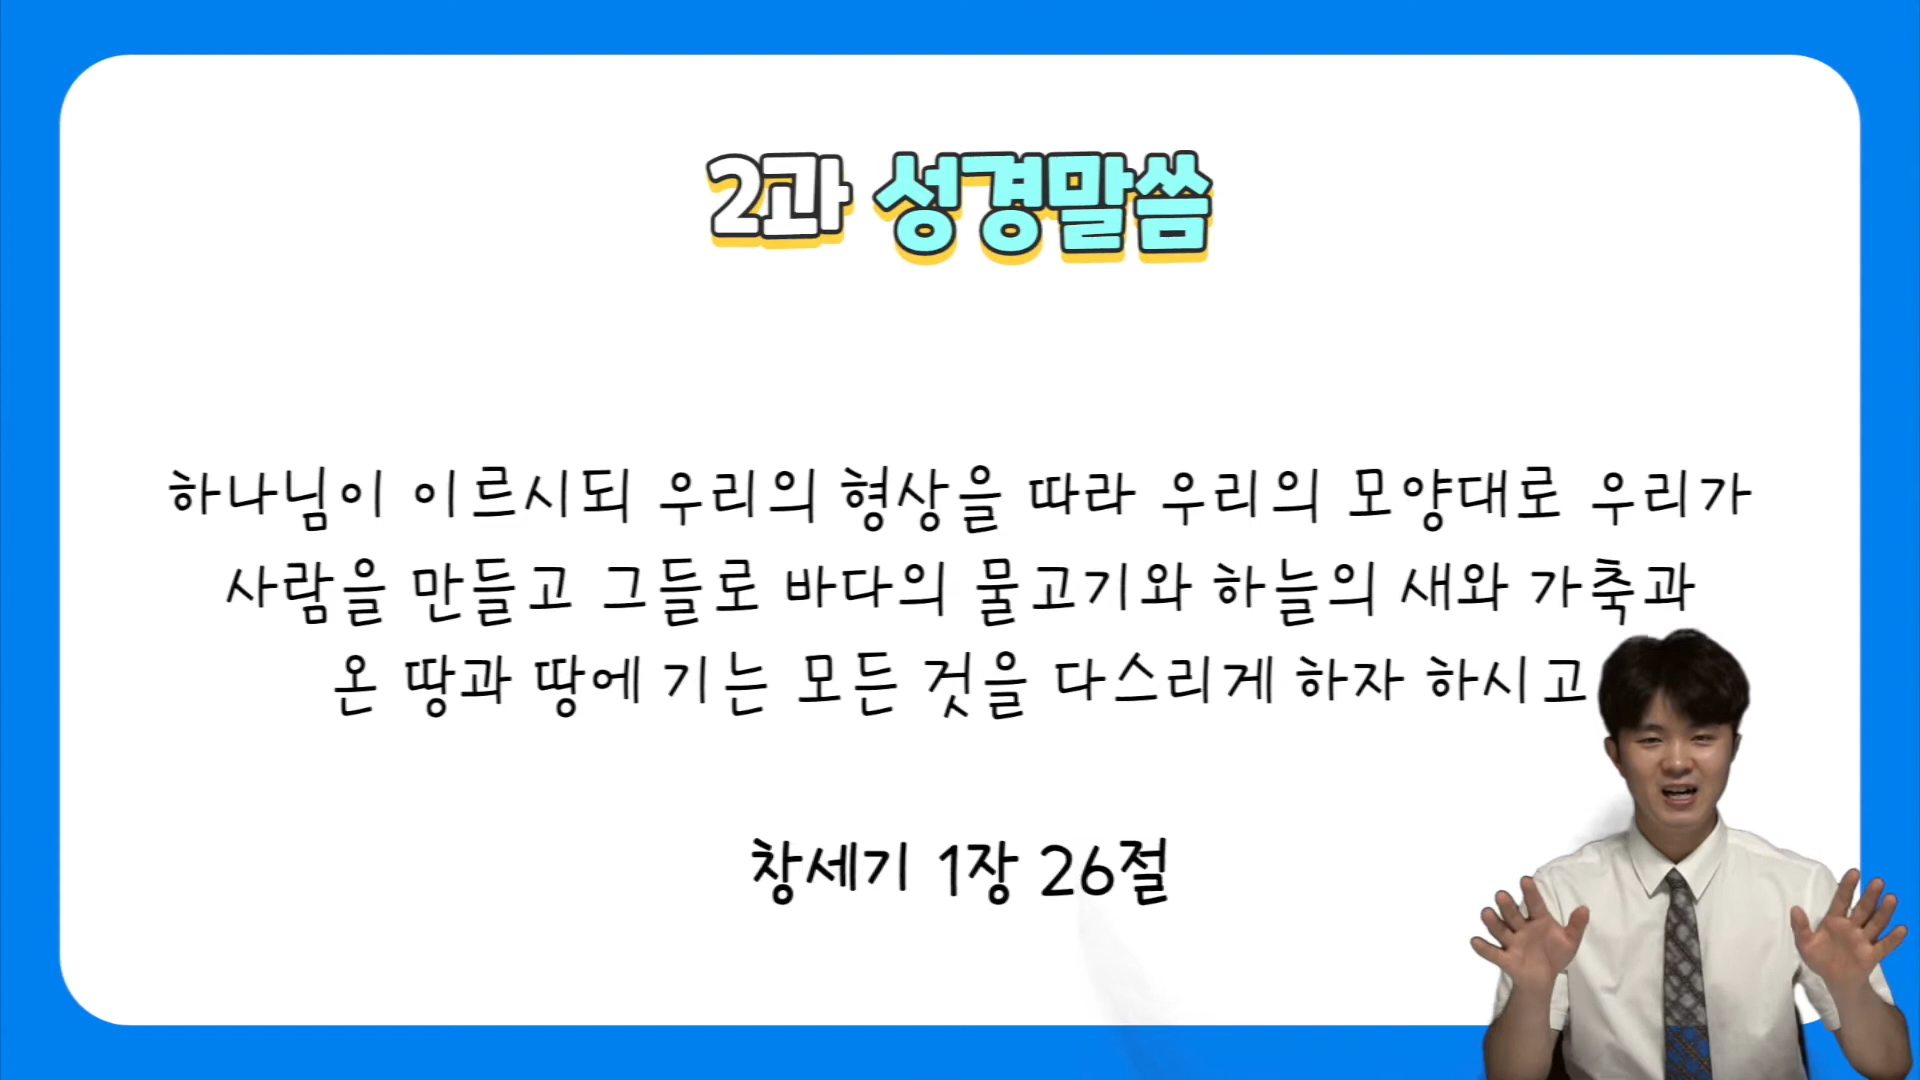 2과 성경말씀
하나님이 이르시되 우리의 형상을 따라 우리의 모양대로 우리가
사람을 만들고 그들로 바다의 물고기와 하늘의 새와 가축과
온 땅과 땅에 기는 모든 것을 다스리게 하자 하시고
창세기 1장 26절